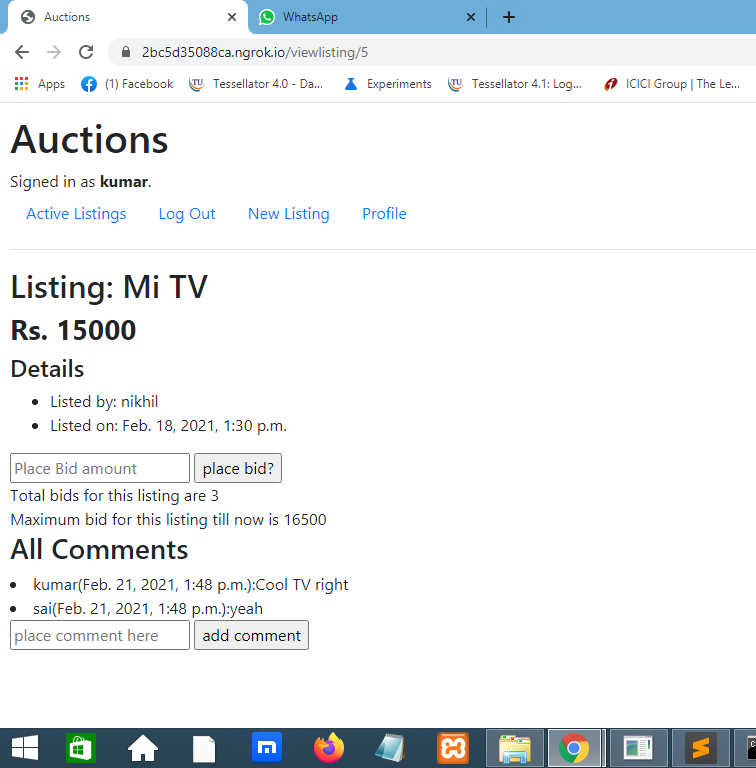 Auctions
WhatsApp
2bc5d35088ca.ngrok.io/viewlisting/5
Apps (1) Facebook TU Tessellator 4.0 - Da... Experiments TU Tessellator 4.1: Log... ICICI Group | The Le...
Auctions
Signed in as kumar.
Active Listings Log Out New Listing Profile
Listing: Mi TV
Rs. 15000
Details
Listed by: nikhil
Listed on: Feb. 18, 2021, 1:30 p.m.
Place Bid amount place bid?
Total bids for this listing are 3
Maximum bid for this listing till now is 16500
All Comments
kumar(Feb. 21, 2021, 1:48 p.m.):Cool TV right
sai(Feb. 21, 2021, 1:48 p.m.):yeah
place comment here add comment